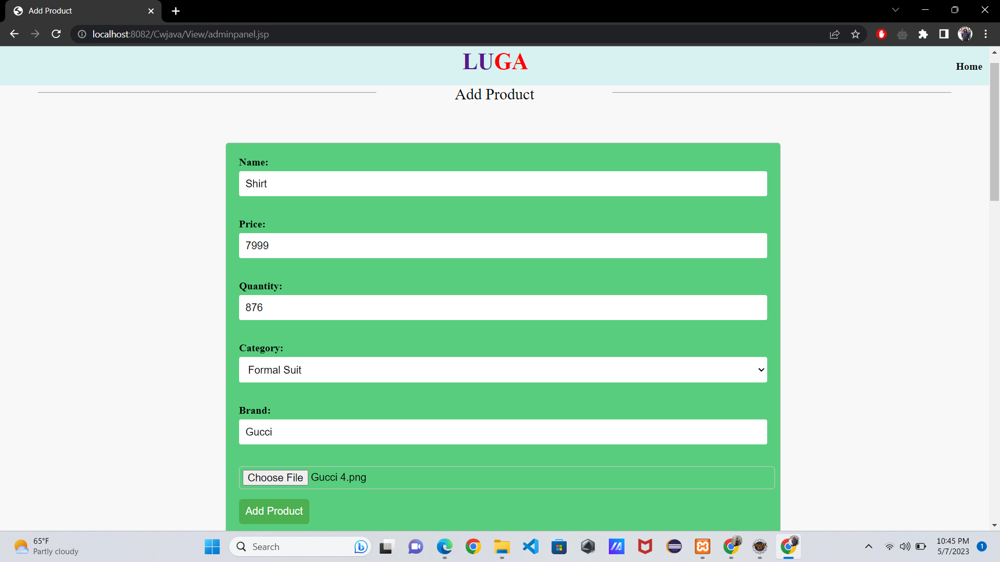 Add Product
localhost:8082/Cwjava/View/adminpanel.jsp
LUGA
Home
Add Product
Name:
Shirt
Price:
7999
Quantity:
876
Category:
Formal Suit
Brand:
Gucci
Choose File Gucci 4.png
Add Product
65°F
Partly cloudy
Search
10:45 PM
5/7/2023
1